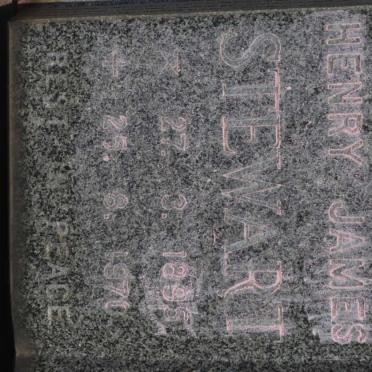 HENRY JAMES
STEWART
* 27. 3. 1895
+ 25. 8. 1970
REST IN PEACE